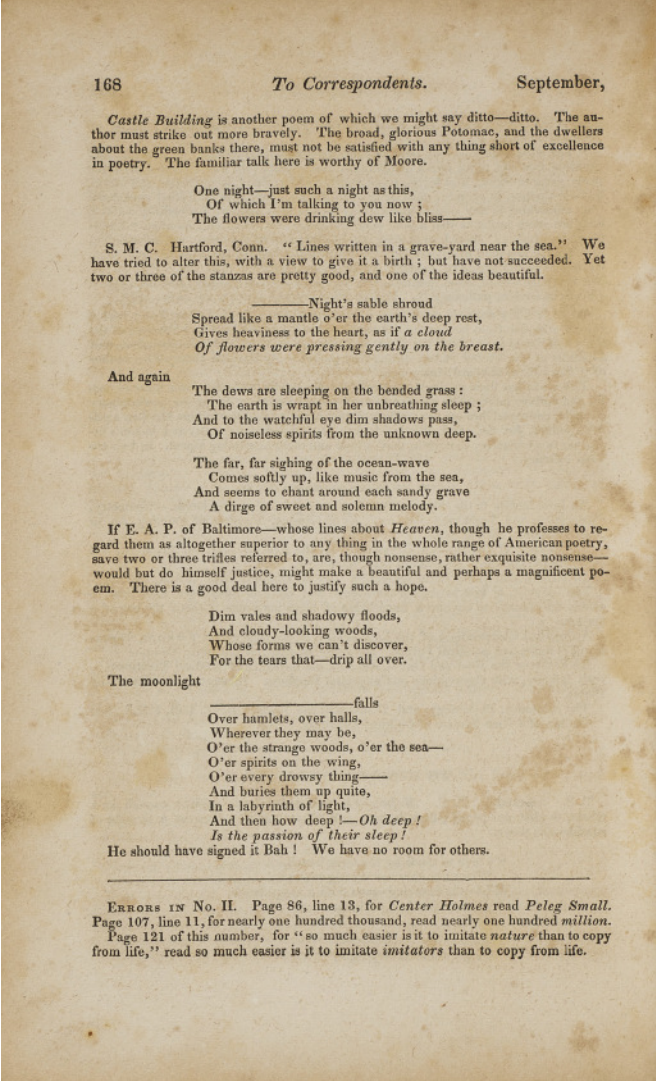 168 To Correspondents. September,
Castle Building is another poem of which we might say ditto—ditto. The au-
thor must strike out more bravely. The broad, glorious Potomac, and the dwellers
about the green banks there, must not be satisfied with any thing short of excellence
in poetry. The familiar talk here is worthy of Moore.
One night—just such a night as this,
Of which I'm talking to you now ;
The flowers were drinking dew like bliss——
S. M. C. Hartford, Conn. “ Lines written in a grave-yard near the sea.” We
have tried to alter this, with a view to give it a birth ; but have not succeeded. Yet
two or three of the stanzas are pretty good, and one of the ideas beautiful.
————Night's sable shroud
Spread like a mantle o'er the earth's deep rest,
Gives heaviness to the heart, as if a cloud
Of flowers were pressing gently on the breast.
And again
The dews are sleeping on the bended grass :
The earth is wrapt in her unbreathing sleep ;
And to the watchful eye dim shadows pass,
Of noiseless spirits from the unknown deep.
The far, far sighing of the ocean-wave
Comes softly up, like music from the sea,
And seems to chant around each sandy grave
A dirge of sweet and solemn melody.
If E. A. P. of Baltimore—whose lines about Heaven, though he professes to re-
gard them as altogether superior to any thing in the whole range of American poetry,
save two or three trifles referred to, are, though nonsense, rather exquisite nonsense—
would but do himself justice, might make a beautiful and perhaps a magnificent po-
em. There is a good deal here to justify such a hope.
Dim vales and shadowy floods,
And cloudy-looking woods,
Whose forms we can't discover,
For the tears that—drip all over.
The moonlight
——————————falls
Over hamlets, over halls,
Wherever they may be,
O'er the strange woods, o'er the sea—
O'er spirits on the wing,
O'er every drowsy thing——
And buries them up quite,
In a labyrinth of light,
And then how deep !—Oh deep !
Is the passion of their sleep !
He should have signed it Bah ! We have no room for others.
ERRORS IN No. II. Page 86, line 13, for Center Holmes read Peleg Small.
Page 107, line 11, for nearly one hundred thousand, read nearly one hundred million.
Page 121 of this number, for “ so much easier is it to imitate nature than to copy
from life,” read so much easier is it to imitate imitators than to copy from life.